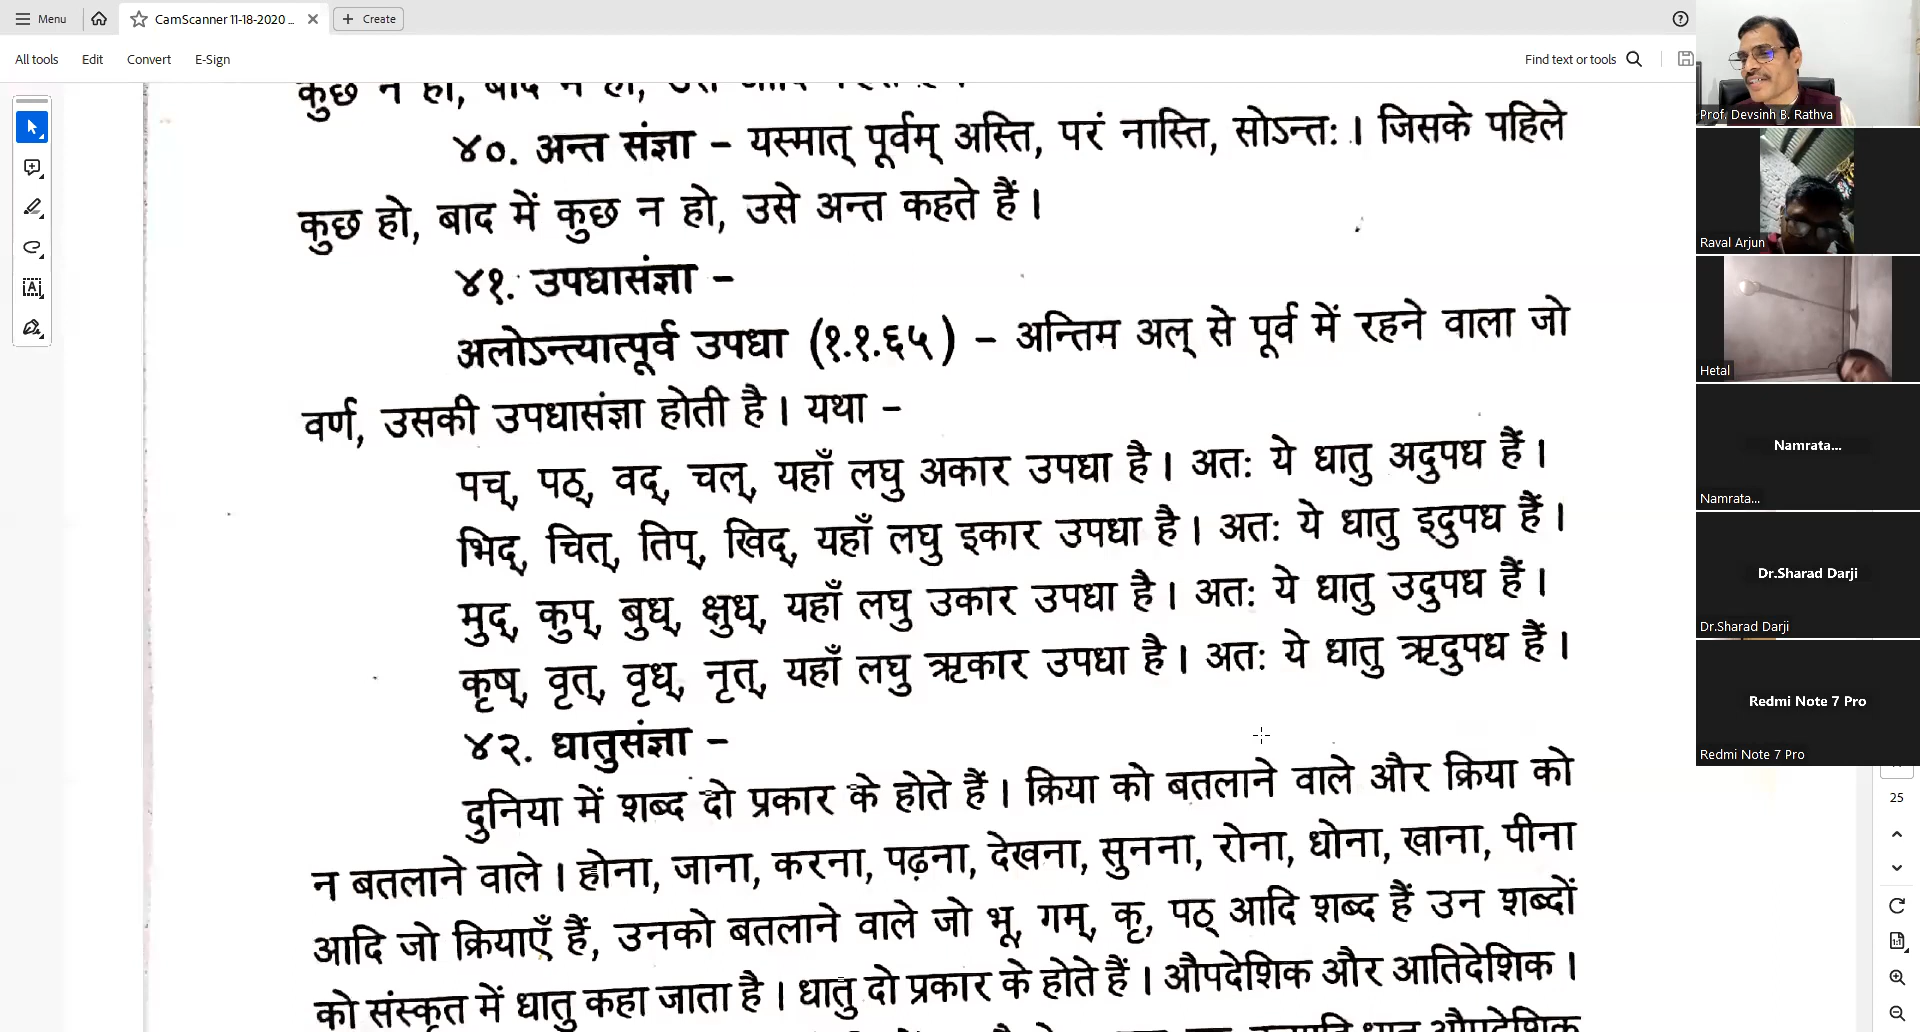 Menu
CamScanner 11-18-2020 ...
Create
All tools
Edit
Convert
E-Sign
Find text or tools
कुछ न हो, बाद में हो, उसे आदि कहते हैं ।
४०. अन्त संज्ञा – यस्मात् पूर्वम् अस्ति, परं नास्ति, सोऽन्तः । जिसके पहिले
कुछ हो, बाद में कुछ न हो, उसे अन्त कहते हैं ।
४१. उपधासंज्ञा –
अलोऽन्त्यात्पूर्व उपधा (१.१.६५) – अन्तिम अल् से पूर्व में रहने वाला जो
वर्ण, उसकी उपधासंज्ञा होती है । यथा –
पच्, पठ्, वद्, चल्, यहाँ लघु अकार उपधा है । अतः ये धातु अदुपध हैं ।
भिद्, चित्, तिप्, खिद्, यहाँ लघु इकार उपधा है । अतः ये धातु इदुपध हैं ।
मुद्, कुप्, बुध्, क्षुध्, यहाँ लघु उकार उपधा है । अतः ये धातु उदुपध हैं ।
कृष्, वृत्, वृध्, नृत्, यहाँ लघु ऋकार उपधा है । अतः ये धातु ऋदुपध हैं ।
४२. धातुसंज्ञा –
दुनिया में शब्द दो प्रकार के होते हैं । क्रिया को बतलाने वाले और क्रिया को
न बतलाने वाले । होना, जाना, करना, पढ़ना, देखना, सुनना, रोना, धोना, खाना, पीना
आदि जो क्रियाएँ हैं, उनको बतलाने वाले जो भू, गम्, कृ, पठ् आदि शब्द हैं उन शब्दों
को संस्कृत में धातु कहा जाता है । धातु दो प्रकार के होते हैं । औपदेशिक और आतिदेशिक ।
Prof. Devsinh B. Rathva
Raval Arjun
Hetal
Namrata...
Namrata...
Dr.Sharad Darji
Dr.Sharad Darji
Redmi Note 7 Pro
Redmi Note 7 Pro
25